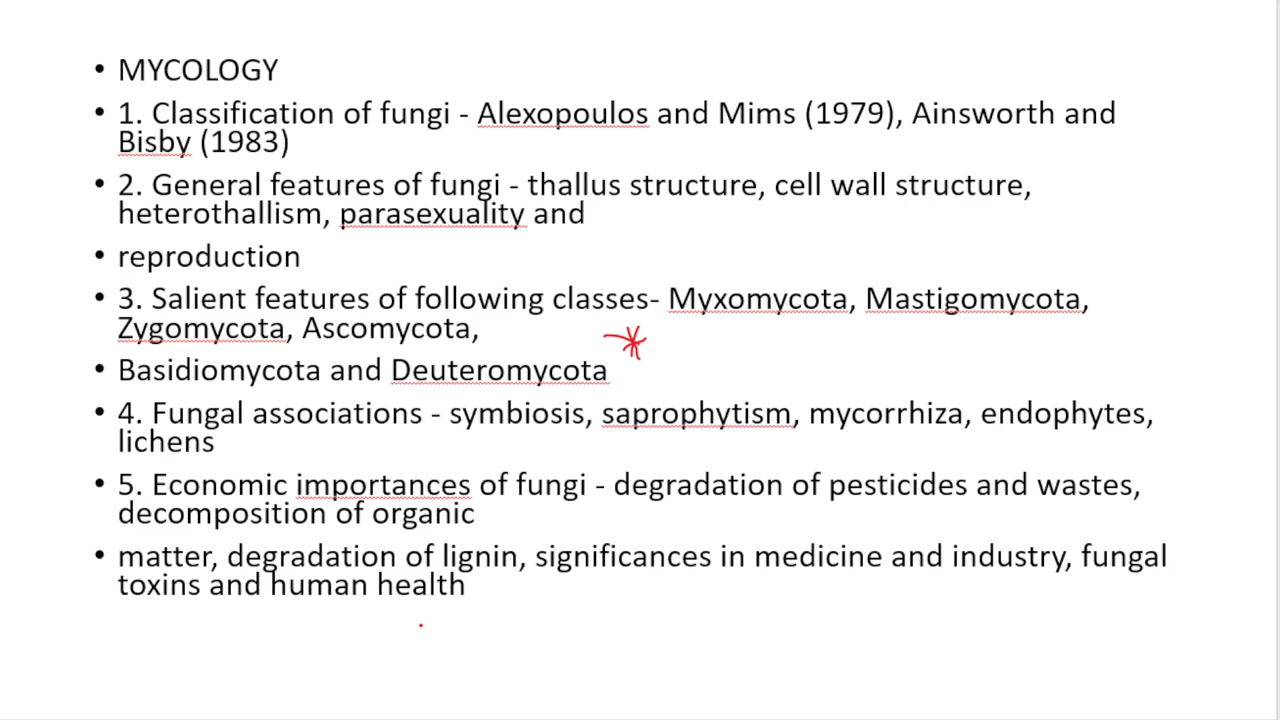 • MYCOLOGY
• 1. Classification of fungi - Alexopoulos and Mims (1979), Ainsworth and
Bisby (1983)
• 2. General features of fungi - thallus structure, cell wall structure,
heterothallism, parasexuality and
• reproduction
• 3. Salient features of following classes- Myxomycota, Mastigomycota,
Zygomycota, Ascomycota,
• Basidiomycota and Deuteromycota
• 4. Fungal associations - symbiosis, saprophytism, mycorrhiza, endophytes,
lichens
• 5. Economic importances of fungi - degradation of pesticides and wastes,
decomposition of organic
• matter, degradation of lignin, significances in medicine and industry, fungal
toxins and human health